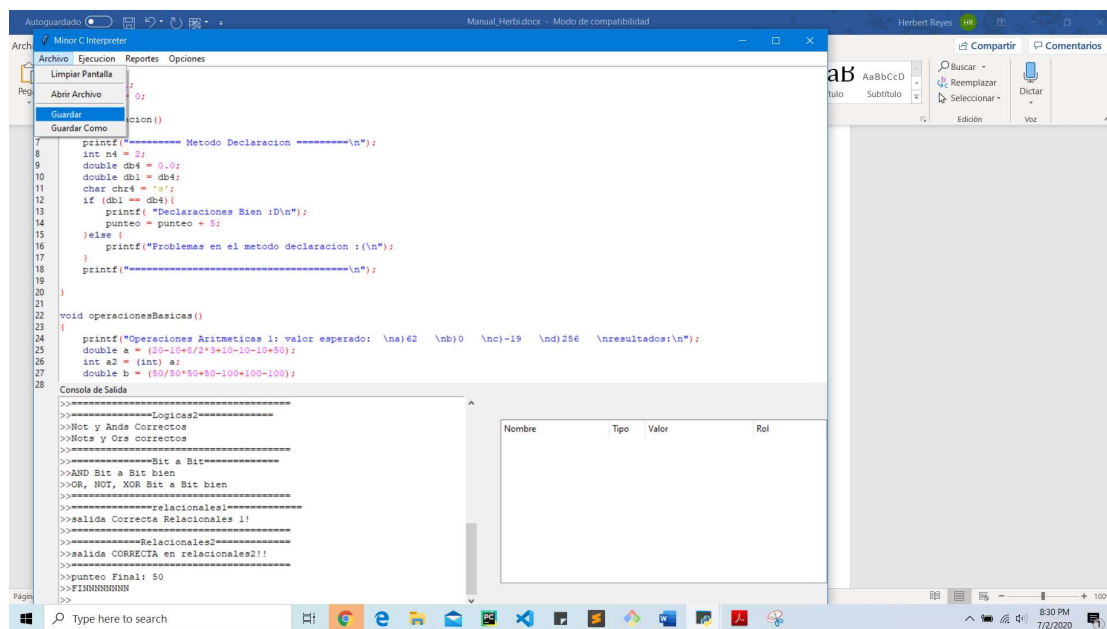 Autoguardado
Manual_Herbi.docx - Modo de compatibilidad
Herbert Reyes
HR
Compartir
Comentarios
Buscar
Reemplazar
Seleccionar
Edición
Dictar
Voz
AaBbCcD
Subtítulo
Minor C Interpreter
Archivo Ejecucion Reportes Opciones
Limpiar Pantalla
Abrir Archivo
Guardar
Guardar Como
;
0;
cion()
7 printf("========= Metodo Declaracion =========\n");
8 int n4 = 2;
9 double db4 = 0.0;
10 double db1 = db4;
11 char chr4 = 's';
12 if (db1 == db4){
13 printf( "Declaraciones Bien :D\n");
14 punteo = punteo + 5;
15 }else {
16 printf("Problemas en el metodo declaracion :(\n");
17 }
18 printf("======================================\n");
19
20 }
21
22 void operacionesBasicas()
23 {
24 printf("Operaciones Aritmeticas 1: valor esperado: \na)62 \nb)0 \nc)-19 \nd)256 \nresultados:\n");
25 double a = (20-10+8/2*3+10-10-10+50);
26 int a2 = (int) a;
27 double b = (50/50*50+50-100+100-100);
28
Consola de Salida
>>======================================
>>==============Logicas2=============
>>Not y Ands Correctos
>>Nots y Ors correctos
>>======================================
>>==============Bit a Bit=============
>>AND Bit a Bit bien
>>OR, NOT, XOR Bit a Bit bien
>>======================================
>>==============relacionales1=============
>>salida Correcta Relacionales 1!
>>======================================
>>============Relacionales2=============
>>salida CORRECTA en relacionales2!!
>>======================================
>>punteo Final: 50
>>FINNNNNNNN
>>
Nombre Tipo Valor Rol
Type here to search
8:30 PM
7/2/2020